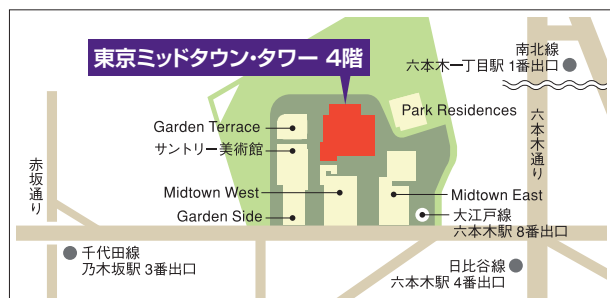 東京ミッドタウン・タワー 4階
南北線
六本木一丁目駅 1番出口
Park Residences
Garden Terrace
サントリー美術館
六本木通り
赤坂通り
Midtown West
Midtown East
Garden Side
大江戸線
六本木駅 8番出口
千代田線
乃木坂駅 3番出口
日比谷線
六本木駅 4番出口